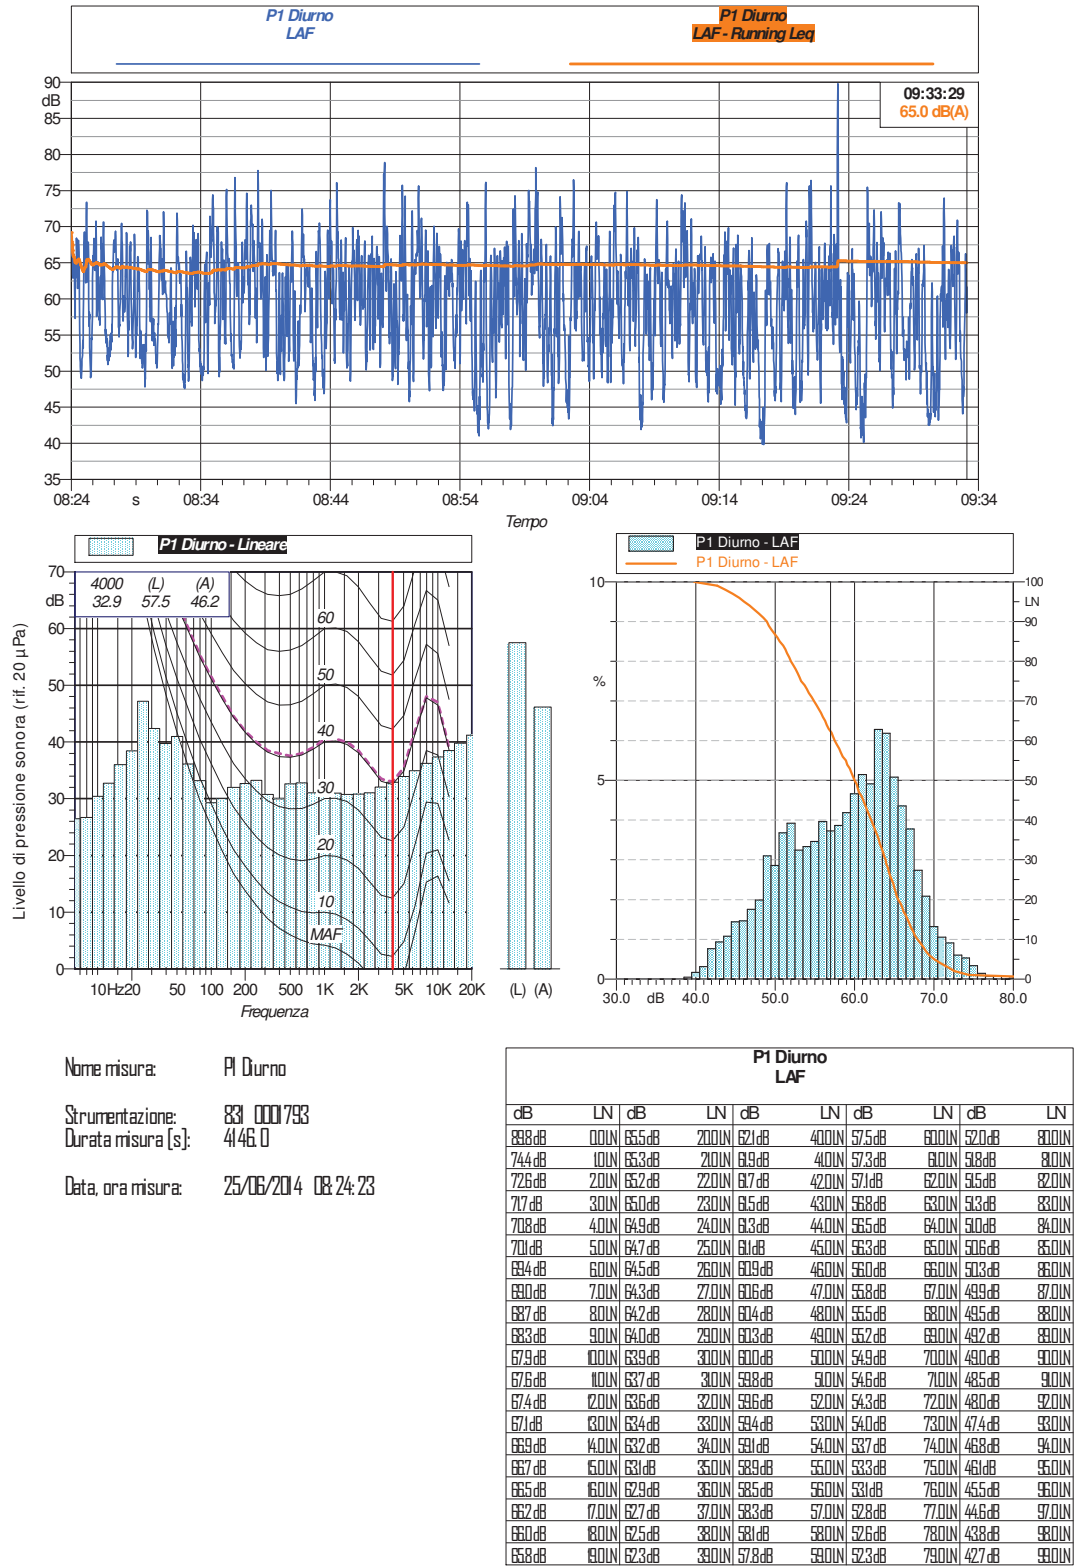 P1 Diurno
LAF
P1 Diurno
LAF - Running Leq
09:33:29
65.0 dB(A)
90
dB
85
80
75
70
65
60
55
50
45
40
35
08:24 s 08:34 08:44 08:54 09:04 09:14 09:24 09:34
Tempo
P1 Diurno - Lineare
4000 (L) (A)
32.9 57.5 46.2
Livello di pressione sonora (rif. 20 µPa)
70
dB
60
50
40
30
20
10
0
60
50
40
30
20
10
MAF
10Hz 20 50 100 200 500 1K 2K 5K 10K 20K
Frequenza
(L) (A)
P1 Diurno - LAF
P1 Diurno - LAF
10
%
5
0
100
LN
90
80
70
60
50
40
30
20
10
0
30.0 dB 40.0 50.0 60.0 70.0 80.0
Nome misura: P1 Diurno
Strumentazione: 831 0001793
Durata misura [s]: 4146.0
Data, ora misura: 25/06/2014 08:24:23
P1 Diurno
LAF
dB LN dB LN dB LN dB LN dB LN
89.8 dB 0.0 LN 65.5 dB 20.0 LN 62.1 dB 40.0 LN 57.5 dB 60.0 LN 52.0 dB 80.0 LN
74.4 dB 1.0 LN 65.3 dB 21.0 LN 61.9 dB 41.0 LN 57.3 dB 61.0 LN 51.8 dB 81.0 LN
72.6 dB 2.0 LN 65.2 dB 22.0 LN 61.7 dB 42.0 LN 57.1 dB 62.0 LN 51.5 dB 82.0 LN
71.7 dB 3.0 LN 65.0 dB 23.0 LN 61.5 dB 43.0 LN 56.8 dB 63.0 LN 51.3 dB 83.0 LN
70.8 dB 4.0 LN 64.9 dB 24.0 LN 61.3 dB 44.0 LN 56.5 dB 64.0 LN 51.0 dB 84.0 LN
70.1 dB 5.0 LN 64.7 dB 25.0 LN 61.1 dB 45.0 LN 56.3 dB 65.0 LN 50.6 dB 85.0 LN
69.4 dB 6.0 LN 64.5 dB 26.0 LN 60.9 dB 46.0 LN 56.0 dB 66.0 LN 50.3 dB 86.0 LN
69.0 dB 7.0 LN 64.3 dB 27.0 LN 60.6 dB 47.0 LN 55.8 dB 67.0 LN 49.9 dB 87.0 LN
68.7 dB 8.0 LN 64.2 dB 28.0 LN 60.4 dB 48.0 LN 55.5 dB 68.0 LN 49.5 dB 88.0 LN
68.3 dB 9.0 LN 64.0 dB 29.0 LN 60.3 dB 49.0 LN 55.2 dB 69.0 LN 49.2 dB 89.0 LN
67.9 dB 10.0 LN 63.9 dB 30.0 LN 60.0 dB 50.0 LN 54.9 dB 70.0 LN 49.0 dB 90.0 LN
67.6 dB 11.0 LN 63.7 dB 31.0 LN 59.8 dB 51.0 LN 54.6 dB 71.0 LN 48.5 dB 91.0 LN
67.4 dB 12.0 LN 63.6 dB 32.0 LN 59.6 dB 52.0 LN 54.3 dB 72.0 LN 48.0 dB 92.0 LN
67.1 dB 13.0 LN 63.4 dB 33.0 LN 59.4 dB 53.0 LN 54.0 dB 73.0 LN 47.4 dB 93.0 LN
66.9 dB 14.0 LN 63.2 dB 34.0 LN 59.1 dB 54.0 LN 53.7 dB 74.0 LN 46.8 dB 94.0 LN
66.7 dB 15.0 LN 63.1 dB 35.0 LN 58.9 dB 55.0 LN 53.3 dB 75.0 LN 46.1 dB 95.0 LN
66.5 dB 16.0 LN 62.9 dB 36.0 LN 58.5 dB 56.0 LN 53.1 dB 76.0 LN 45.5 dB 96.0 LN
66.2 dB 17.0 LN 62.7 dB 37.0 LN 58.3 dB 57.0 LN 52.8 dB 77.0 LN 44.6 dB 97.0 LN
66.0 dB 18.0 LN 62.5 dB 38.0 LN 58.1 dB 58.0 LN 52.6 dB 78.0 LN 43.8 dB 98.0 LN
65.8 dB 19.0 LN 62.3 dB 39.0 LN 57.8 dB 59.0 LN 52.3 dB 79.0 LN 42.7 dB 99.0 LN